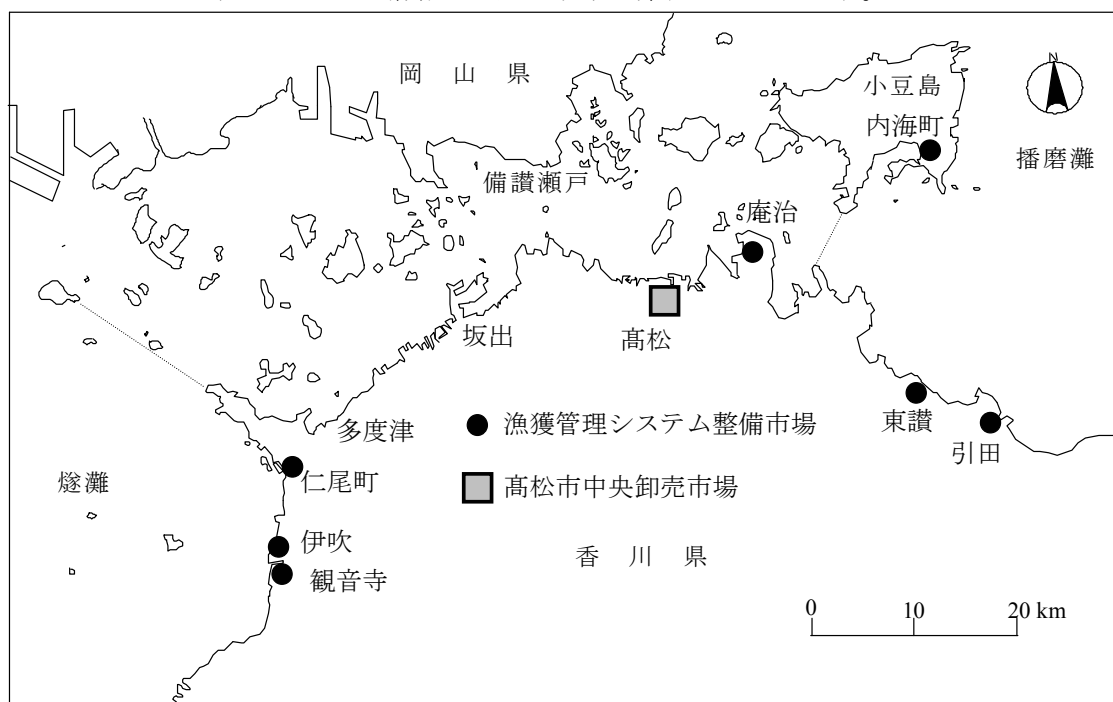 岡 山 県
N
小豆島
内海町
播磨灘
備讃瀬戸
庵治
坂出
髙松
東讃
引田
多度津
● 漁獲管理システム整備市場
仁尾町
燧灘
髙松市中央卸売市場
伊吹
観音寺
香 川 県
0 10 20 km